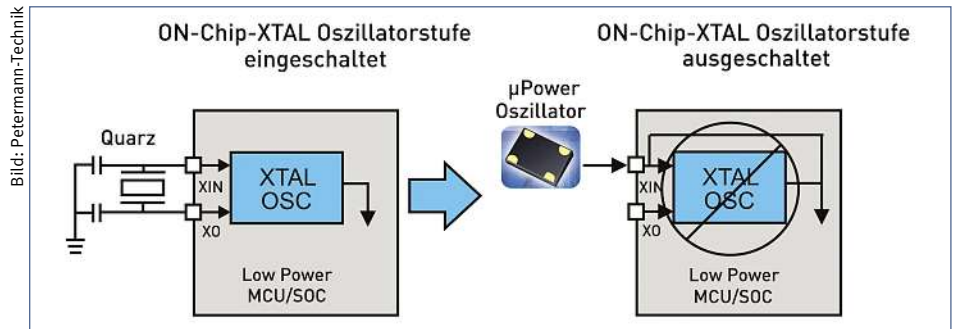 Bild: Petermann-Technik
ON-Chip-XTAL Oszillatorstufe
eingeschaltet
Quarz
XIN
XTAL
OSC
XO
Low Power
MCU/SOC
ON-Chip-XTAL Oszillatorstufe
ausgeschaltet
µPower
Oszillator
XIN
XTAL
OSC
XO
Low Power
MCU/SOC